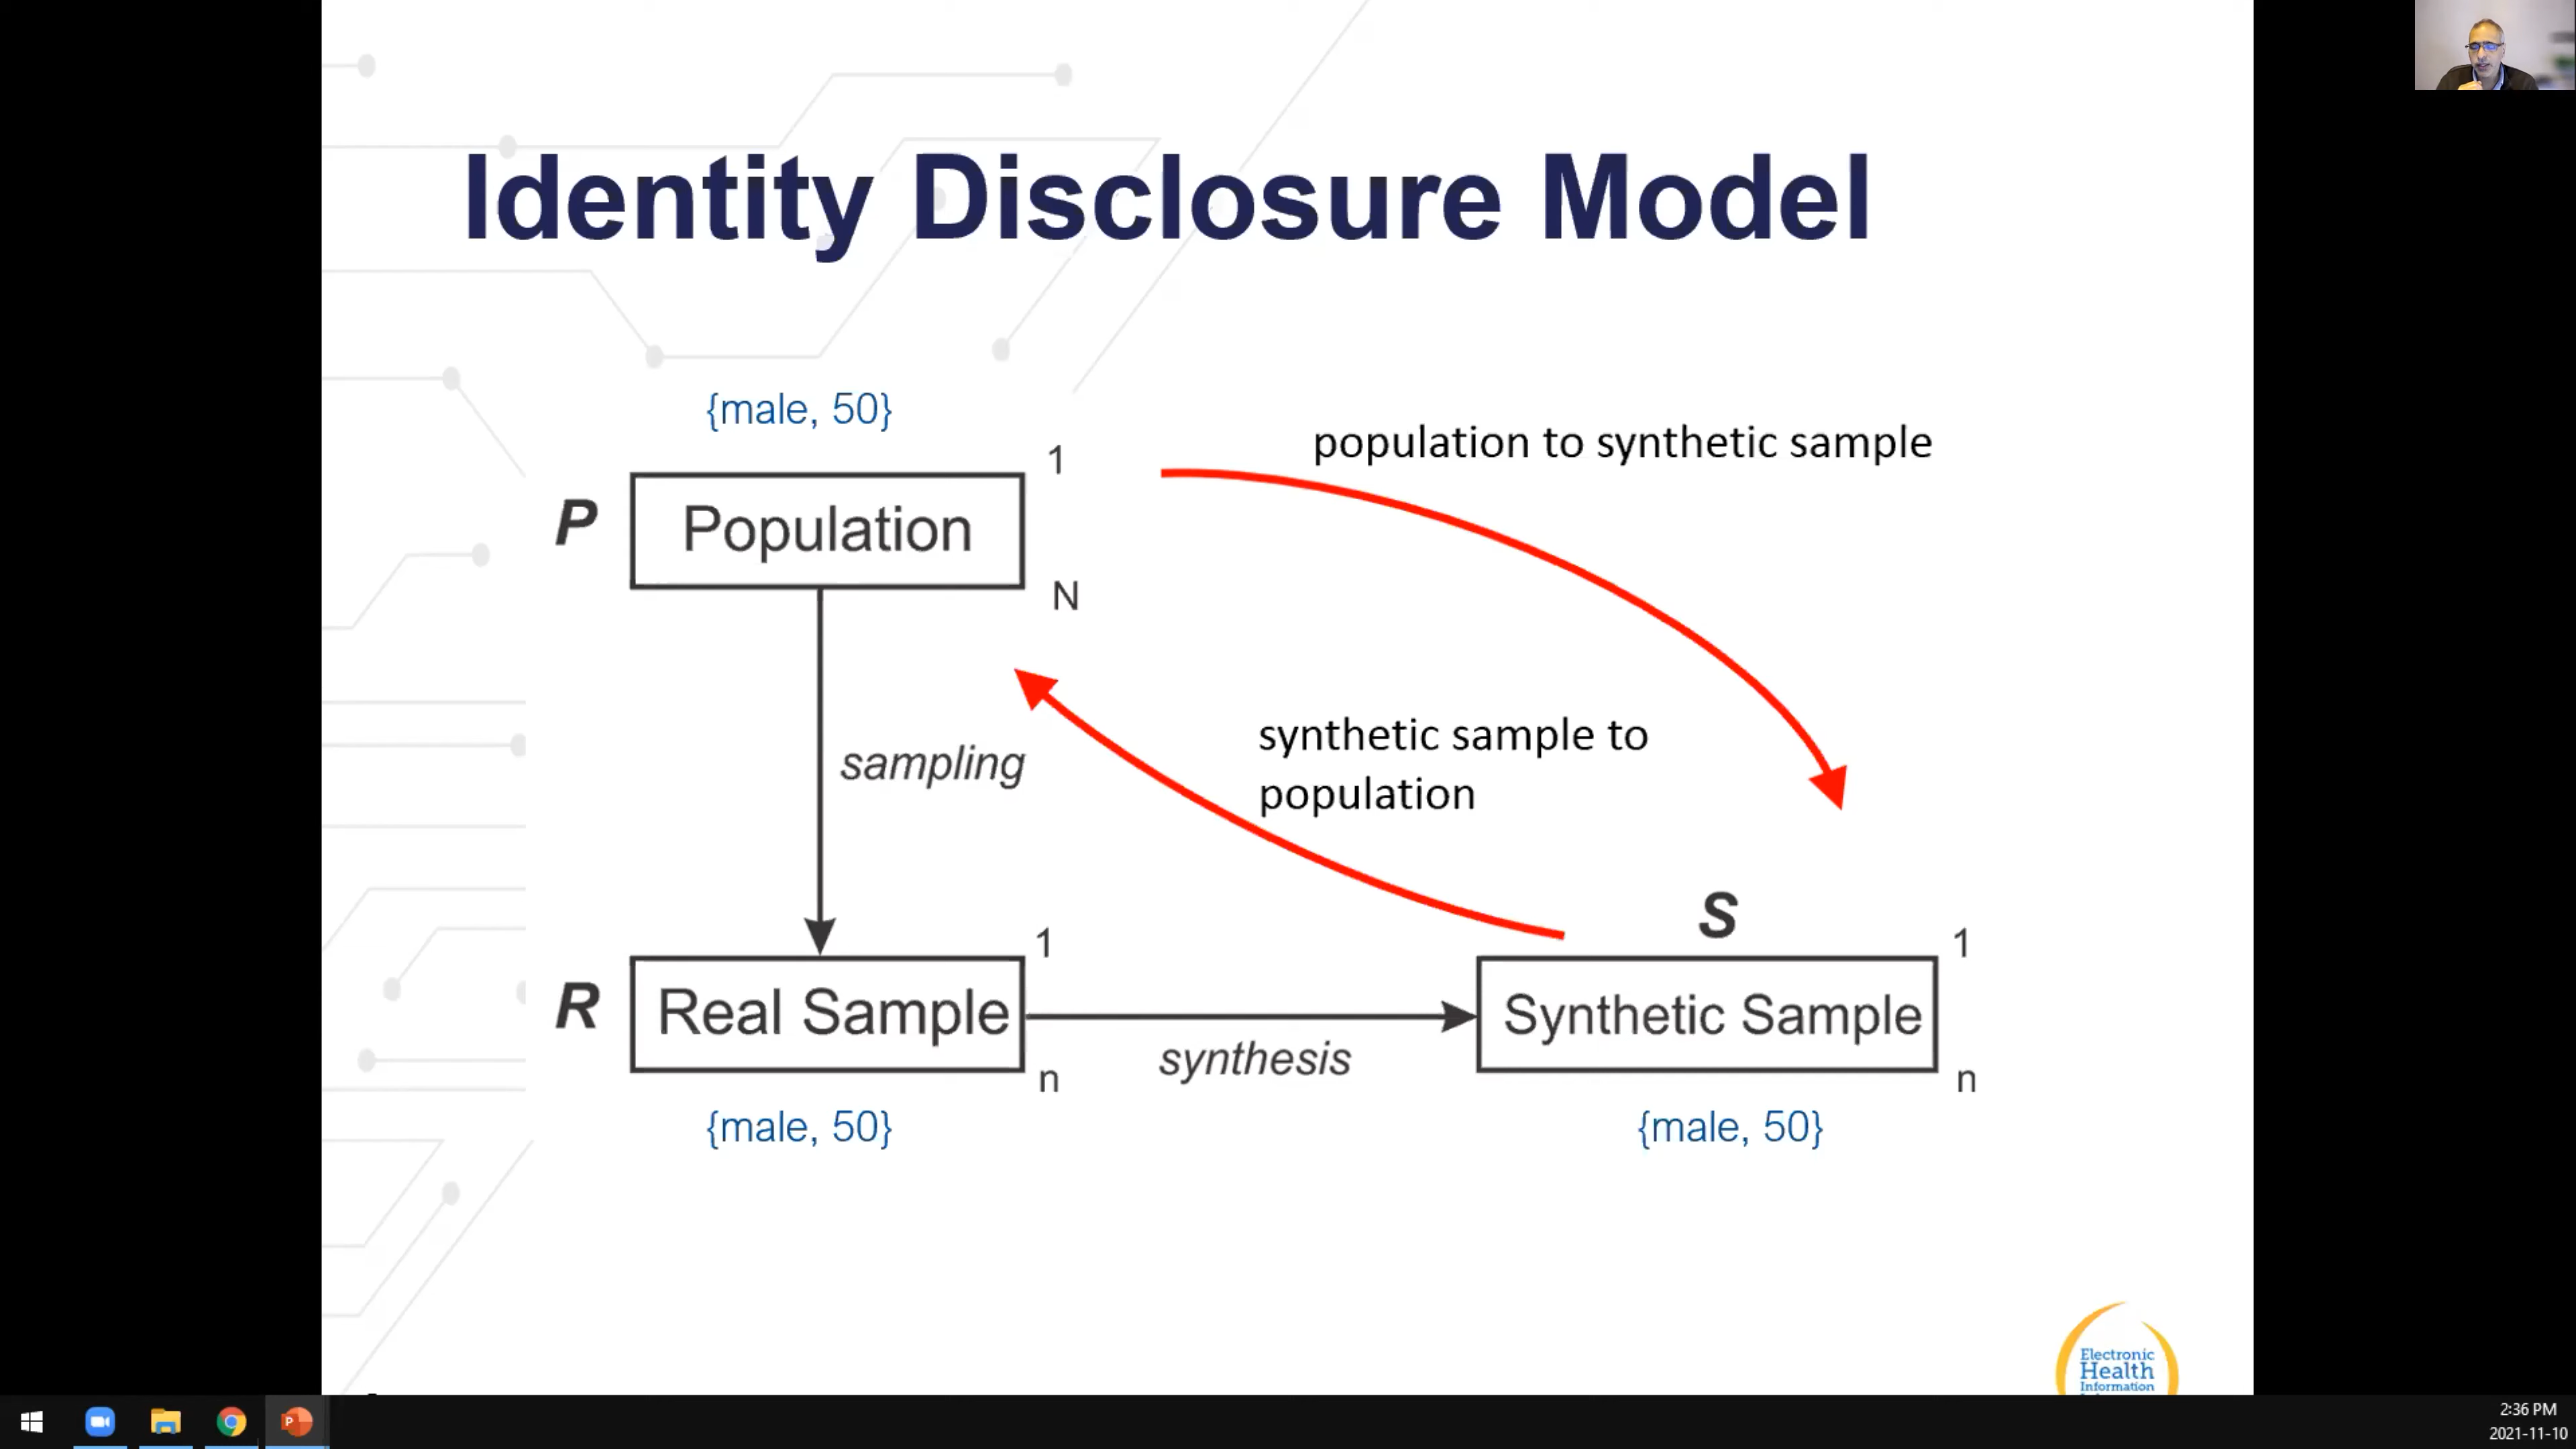 Identity Disclosure Model
{male, 50}
1
population to synthetic sample
P
Population
N
sampling
synthetic sample to
population
S
R
Real Sample
1
n
synthesis
Synthetic Sample
1
n
{male, 50}
{male, 50}
Electronic
Health
Information
P
2:36 PM
2021-11-10